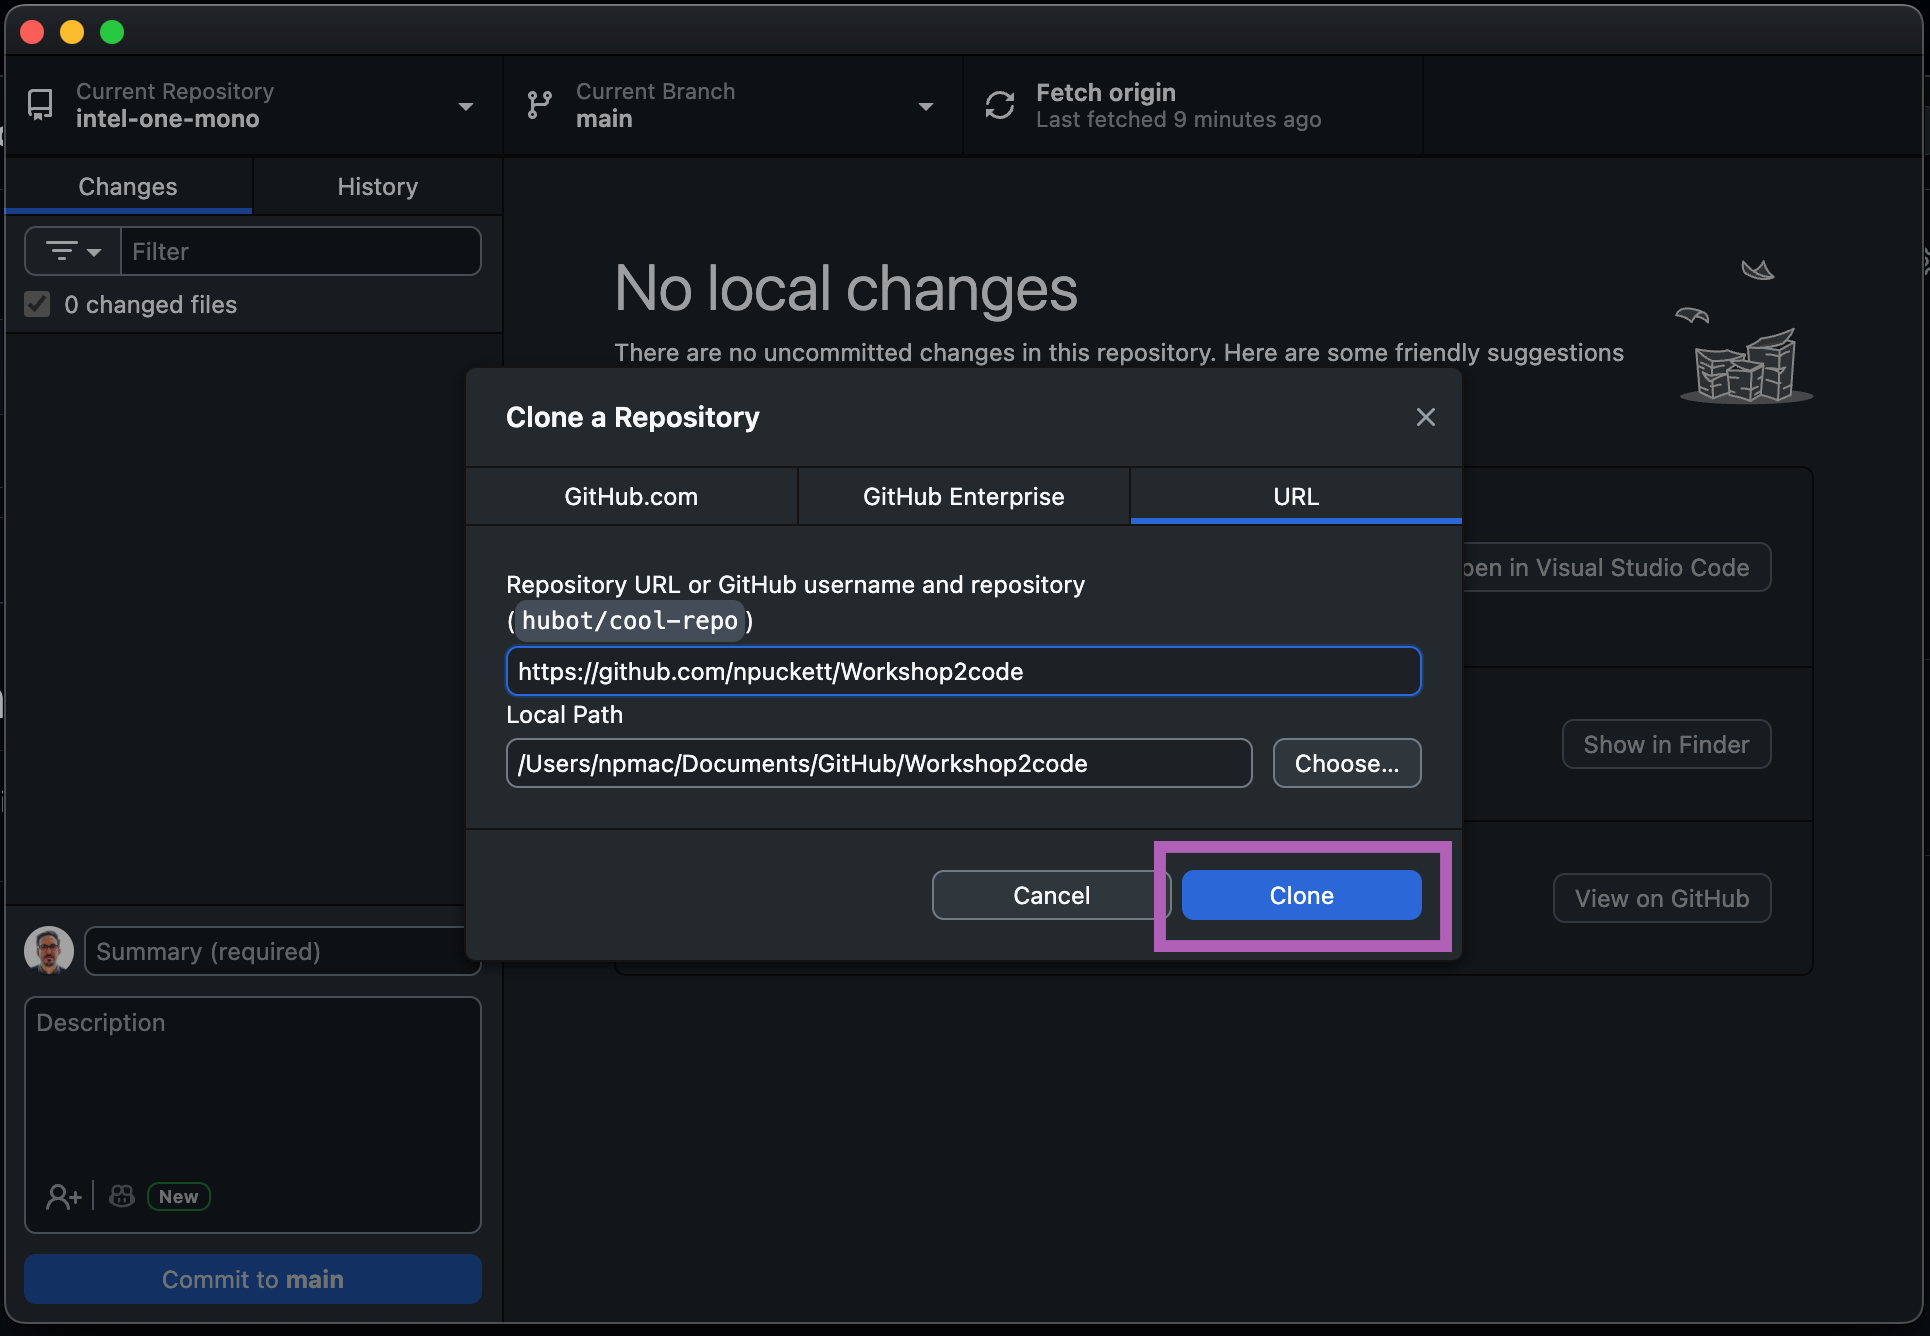 Current Repository
intel-one-mono
Current Branch
main
Fetch origin
Last fetched 9 minutes ago
Changes
History
Filter
0 changed files
No local changes
There are no uncommitted changes in this repository. Here are some friendly suggestions
Clone a Repository
GitHub.com
GitHub Enterprise
URL
Repository URL or GitHub username and repository
(hubot/cool-repo)
https://github.com/npuckett/Workshop2code
Local Path
/Users/npmac/Documents/GitHub/Workshop2code
Choose...
Cancel
Clone
pen in Visual Studio Code
Show in Finder
View on GitHub
Summary (required)
Description
New
Commit to main